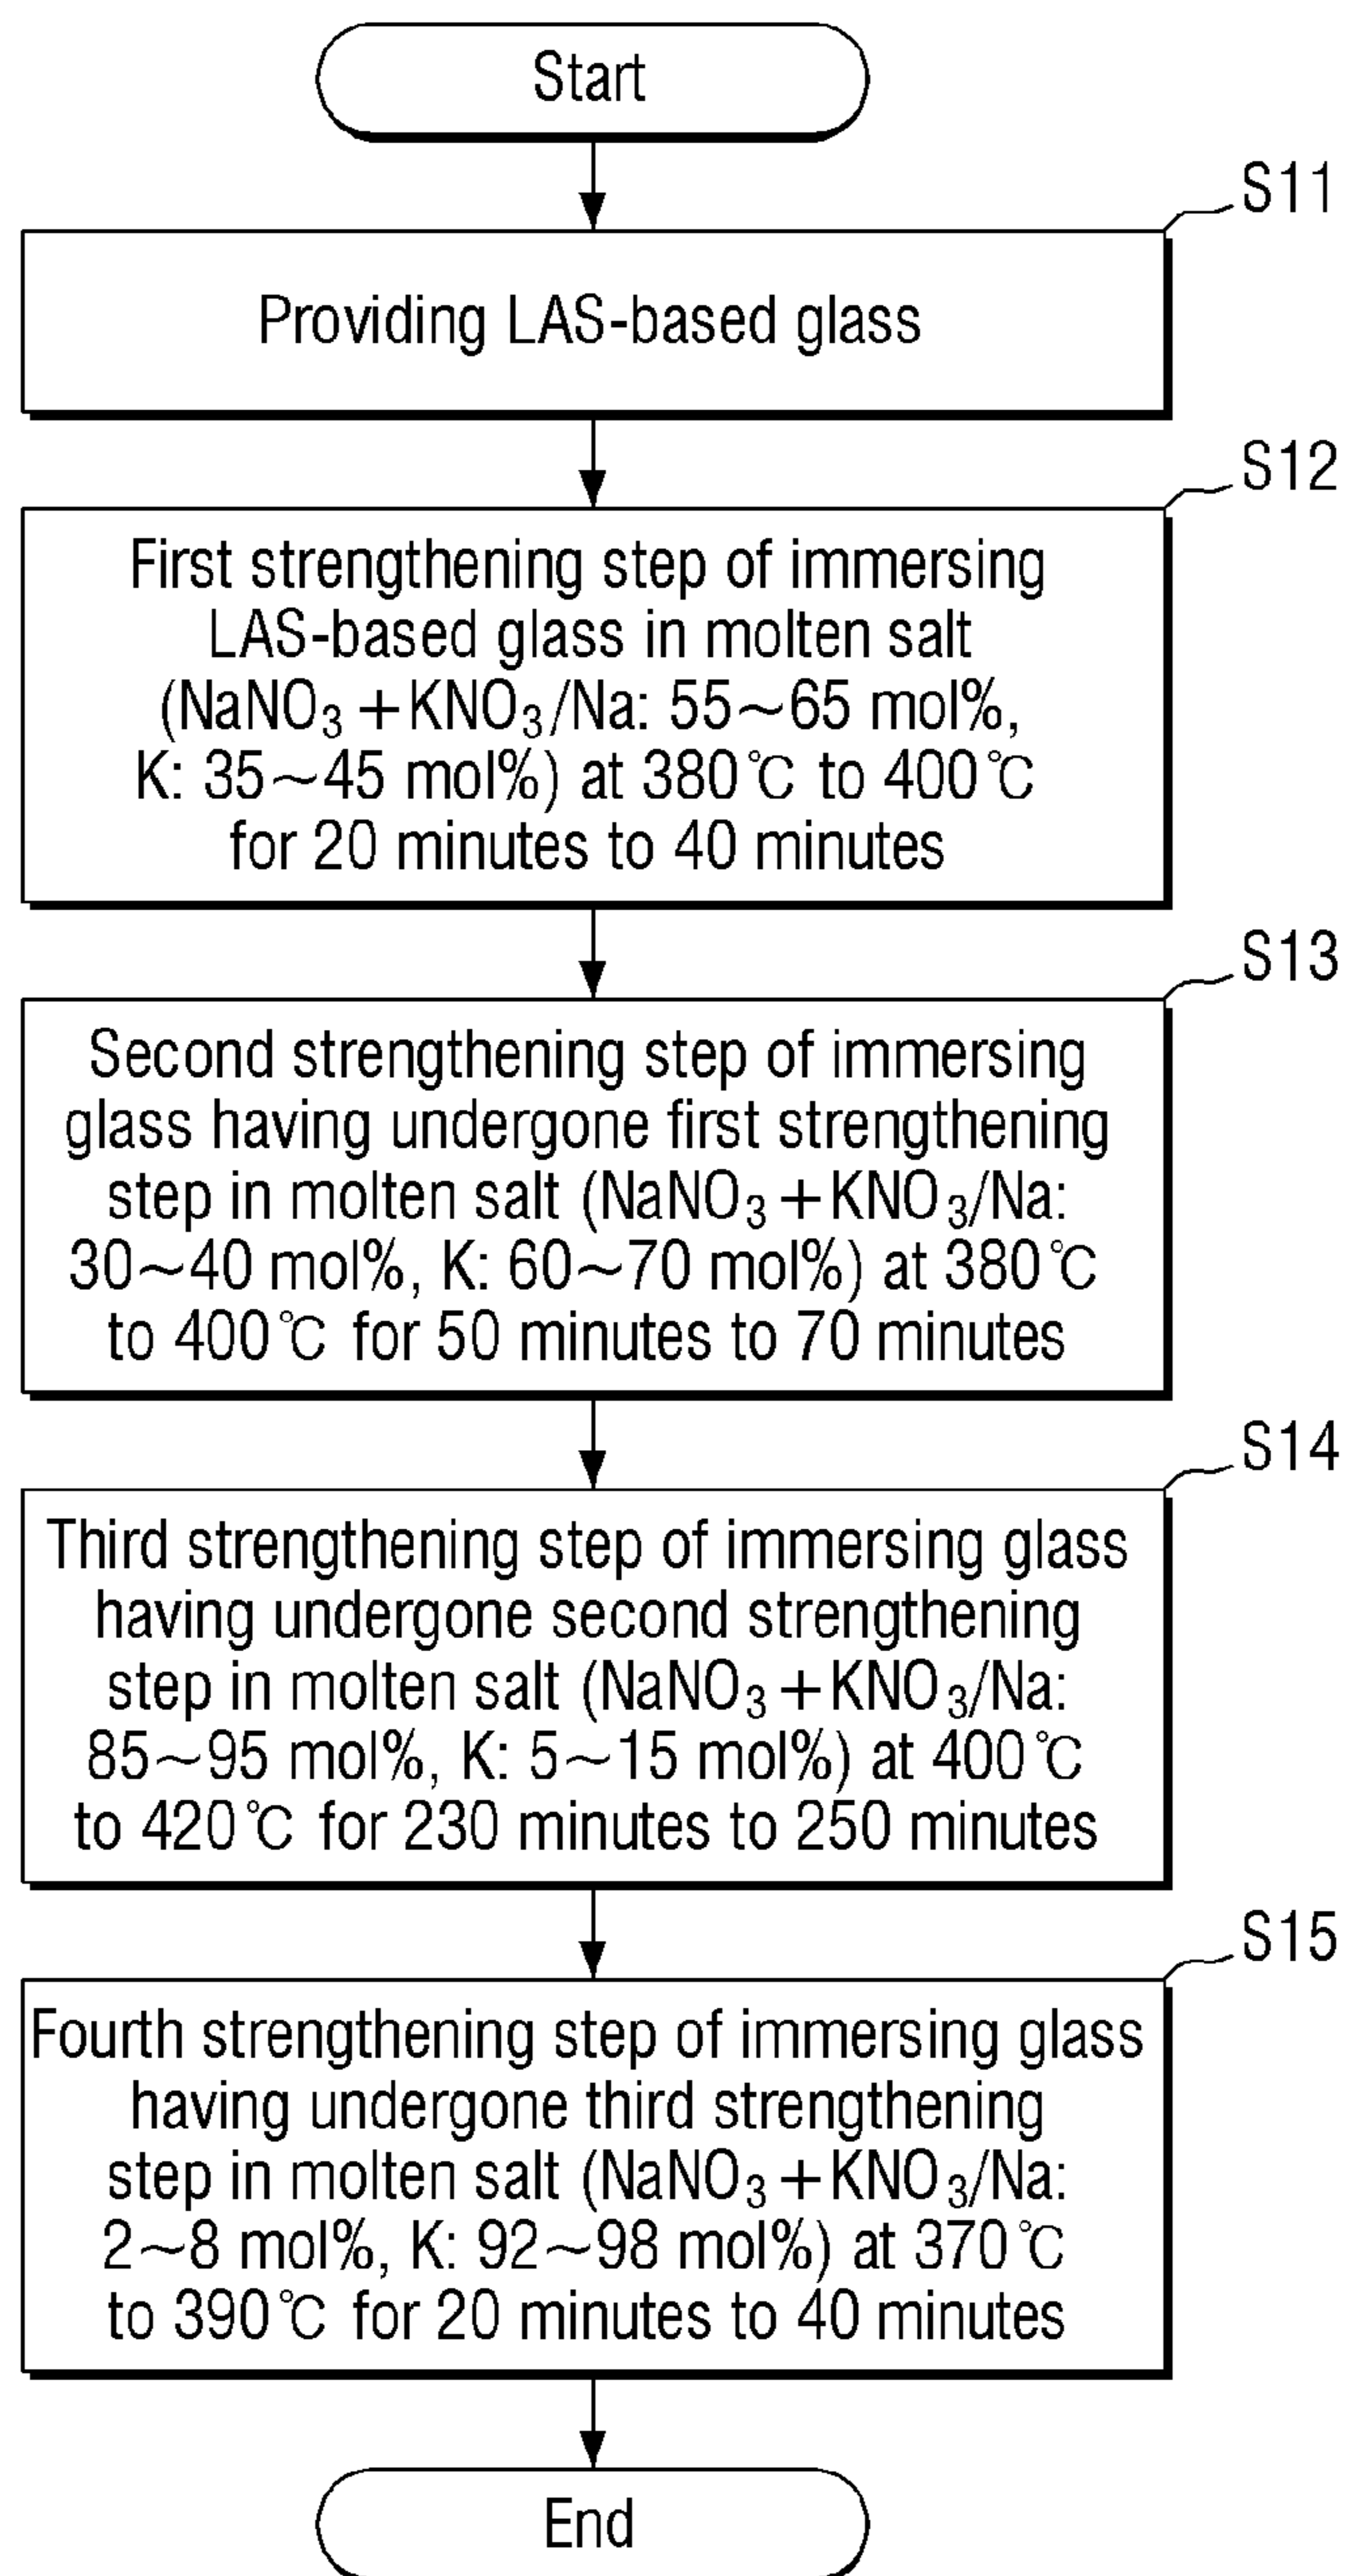 Start
S11
Providing LAS-based glass
S12
First strengthening step of immersing
LAS-based glass in molten salt
(NaNO₃+KNO₃/Na: 55~65 mol%,
K: 35~45 mol%) at 380℃ to 400℃
for 20 minutes to 40 minutes
S13
Second strengthening step of immersing
glass having undergone first strengthening
step in molten salt (NaNO₃+KNO₃/Na:
30~40 mol%, K: 60~70 mol%) at 380℃
to 400℃ for 50 minutes to 70 minutes
S14
Third strengthening step of immersing glass
having undergone second strengthening
step in molten salt (NaNO₃+KNO₃/Na:
85~95 mol%, K: 5~15 mol%) at 400℃
to 420℃ for 230 minutes to 250 minutes
S15
Fourth strengthening step of immersing glass
having undergone third strengthening
step in molten salt (NaNO₃+KNO₃/Na:
2~8 mol%, K: 92~98 mol%) at 370℃
to 390℃ for 20 minutes to 40 minutes
End